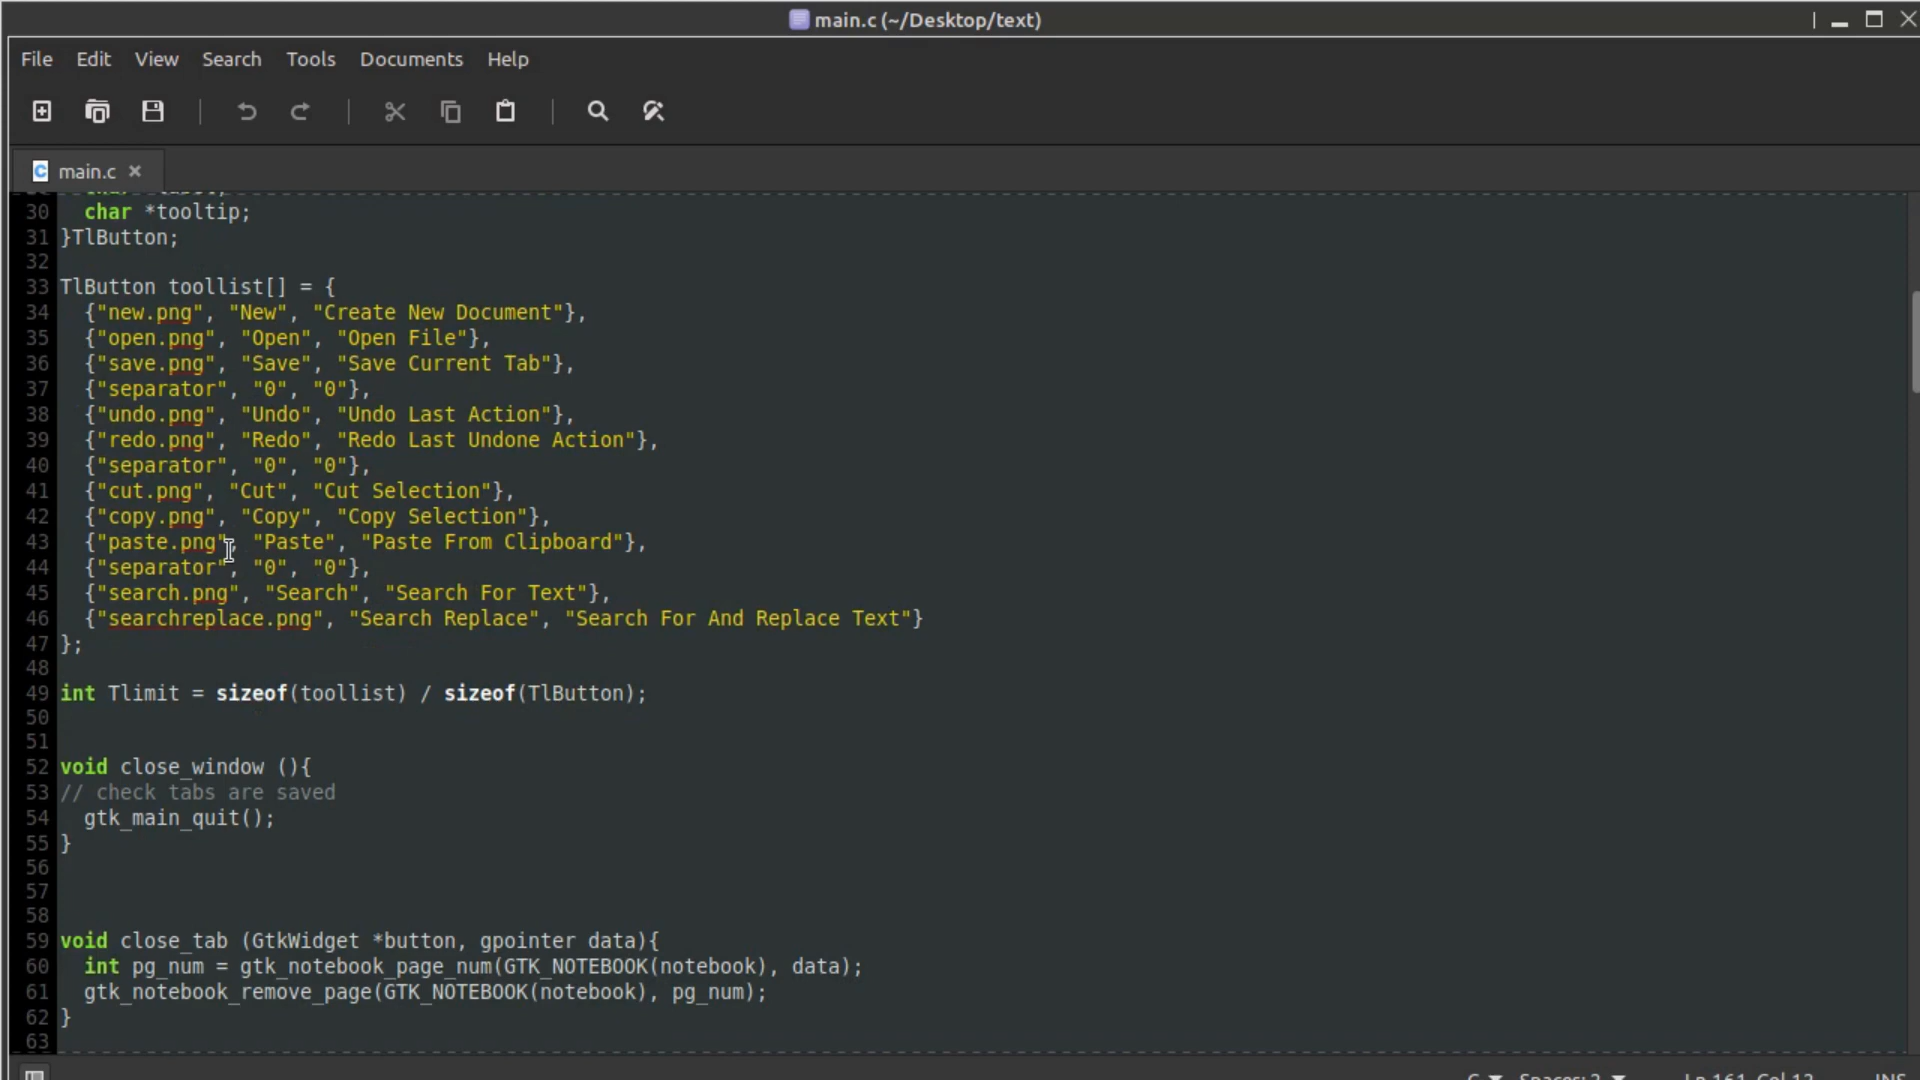 main.c (~/Desktop/text)
File Edit View Search Tools Documents Help
main.c
30 char *tooltip;
31 }TlButton;
32
33 TlButton toollist[] = {
34 {"new.png", "New", "Create New Document"},
35 {"open.png", "Open", "Open File"},
36 {"save.png", "Save", "Save Current Tab"},
37 {"separator", "0", "0"},
38 {"undo.png", "Undo", "Undo Last Action"},
39 {"redo.png", "Redo", "Redo Last Undone Action"},
40 {"separator", "0", "0"},
41 {"cut.png", "Cut", "Cut Selection"},
42 {"copy.png", "Copy", "Copy Selection"},
43 {"paste.png", "Paste", "Paste From Clipboard"},
44 {"separator", "0", "0"},
45 {"search.png", "Search", "Search For Text"},
46 {"searchreplace.png", "Search Replace", "Search For And Replace Text"}
47 };
48
49 int Tlimit = sizeof(toollist) / sizeof(TlButton);
50
51
52 void close_window (){
53 // check tabs are saved
54 gtk_main_quit();
55 }
56
57
58
59 void close_tab (GtkWidget *button, gpointer data){
60 int pg_num = gtk_notebook_page_num(GTK_NOTEBOOK(notebook), data);
61 gtk_notebook_remove_page(GTK_NOTEBOOK(notebook), pg_num);
62 }
63
C Spaces: 2 Ln 161, Col 13 INS